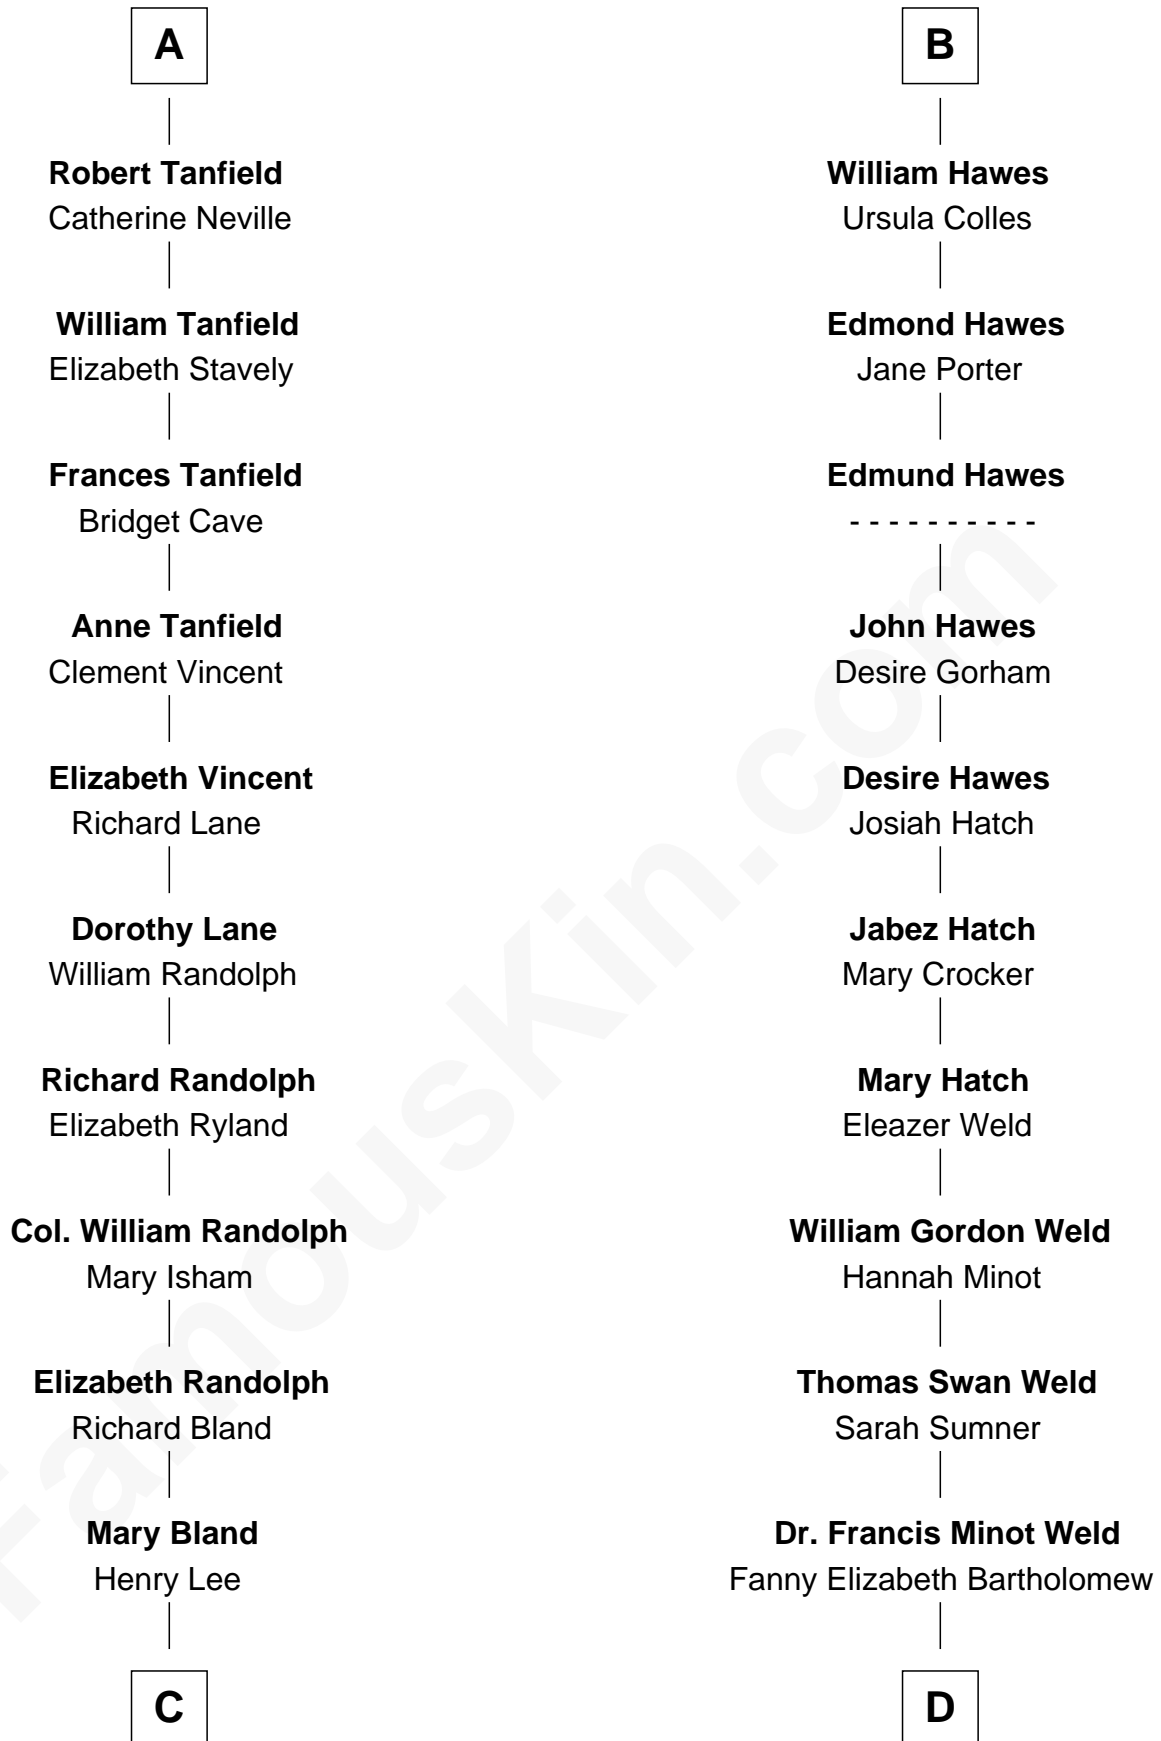 A
Robert Tanfield
Catherine Neville
William Tanfield
Elizabeth Stavely
Frances Tanfield
Bridget Cave
Anne Tanfield
Clement Vincent
Elizabeth Vincent
Richard Lane
Dorothy Lane
William Randolph
Richard Randolph
Elizabeth Ryland
Col. William Randolph
Mary Isham
Elizabeth Randolph
Richard Bland
Mary Bland
Henry Lee
C
B
William Hawes
Ursula Colles
Edmond Hawes
Jane Porter
Edmund Hawes
- - - - - - - - - -
John Hawes
Desire Gorham
Desire Hawes
Josiah Hatch
Jabez Hatch
Mary Crocker
Mary Hatch
Eleazer Weld
William Gordon Weld
Hannah Minot
Thomas Swan Weld
Sarah Sumner
Dr. Francis Minot Weld
Fanny Elizabeth Bartholomew
D
FamousKin.com